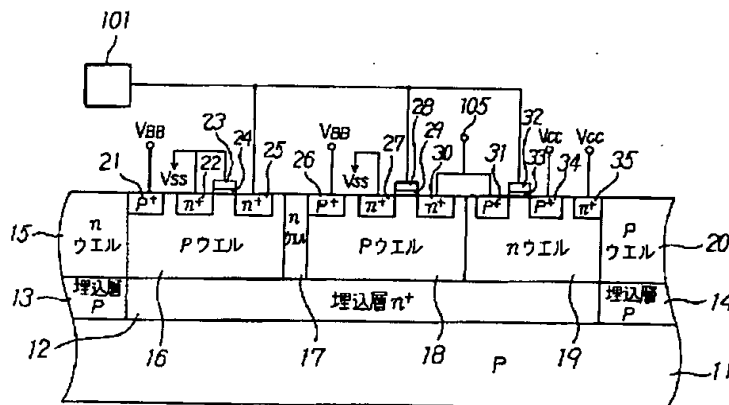 101
105
28
32
VBB
23
VBB
29
Vcc
Vcc
21
22
24
25
26
27
30
31
33
34
35
Vss
Vss
P+
n+
n+
P+
n+
n+
P+
P+
n+
15
n
ウエル
Pウエル
n
ウエル
Pウエル
nウエル
P
ウエル
20
13
埋込層
P
埋込層 n+
埋込層
P
14
12
16
17
18
19
P
11